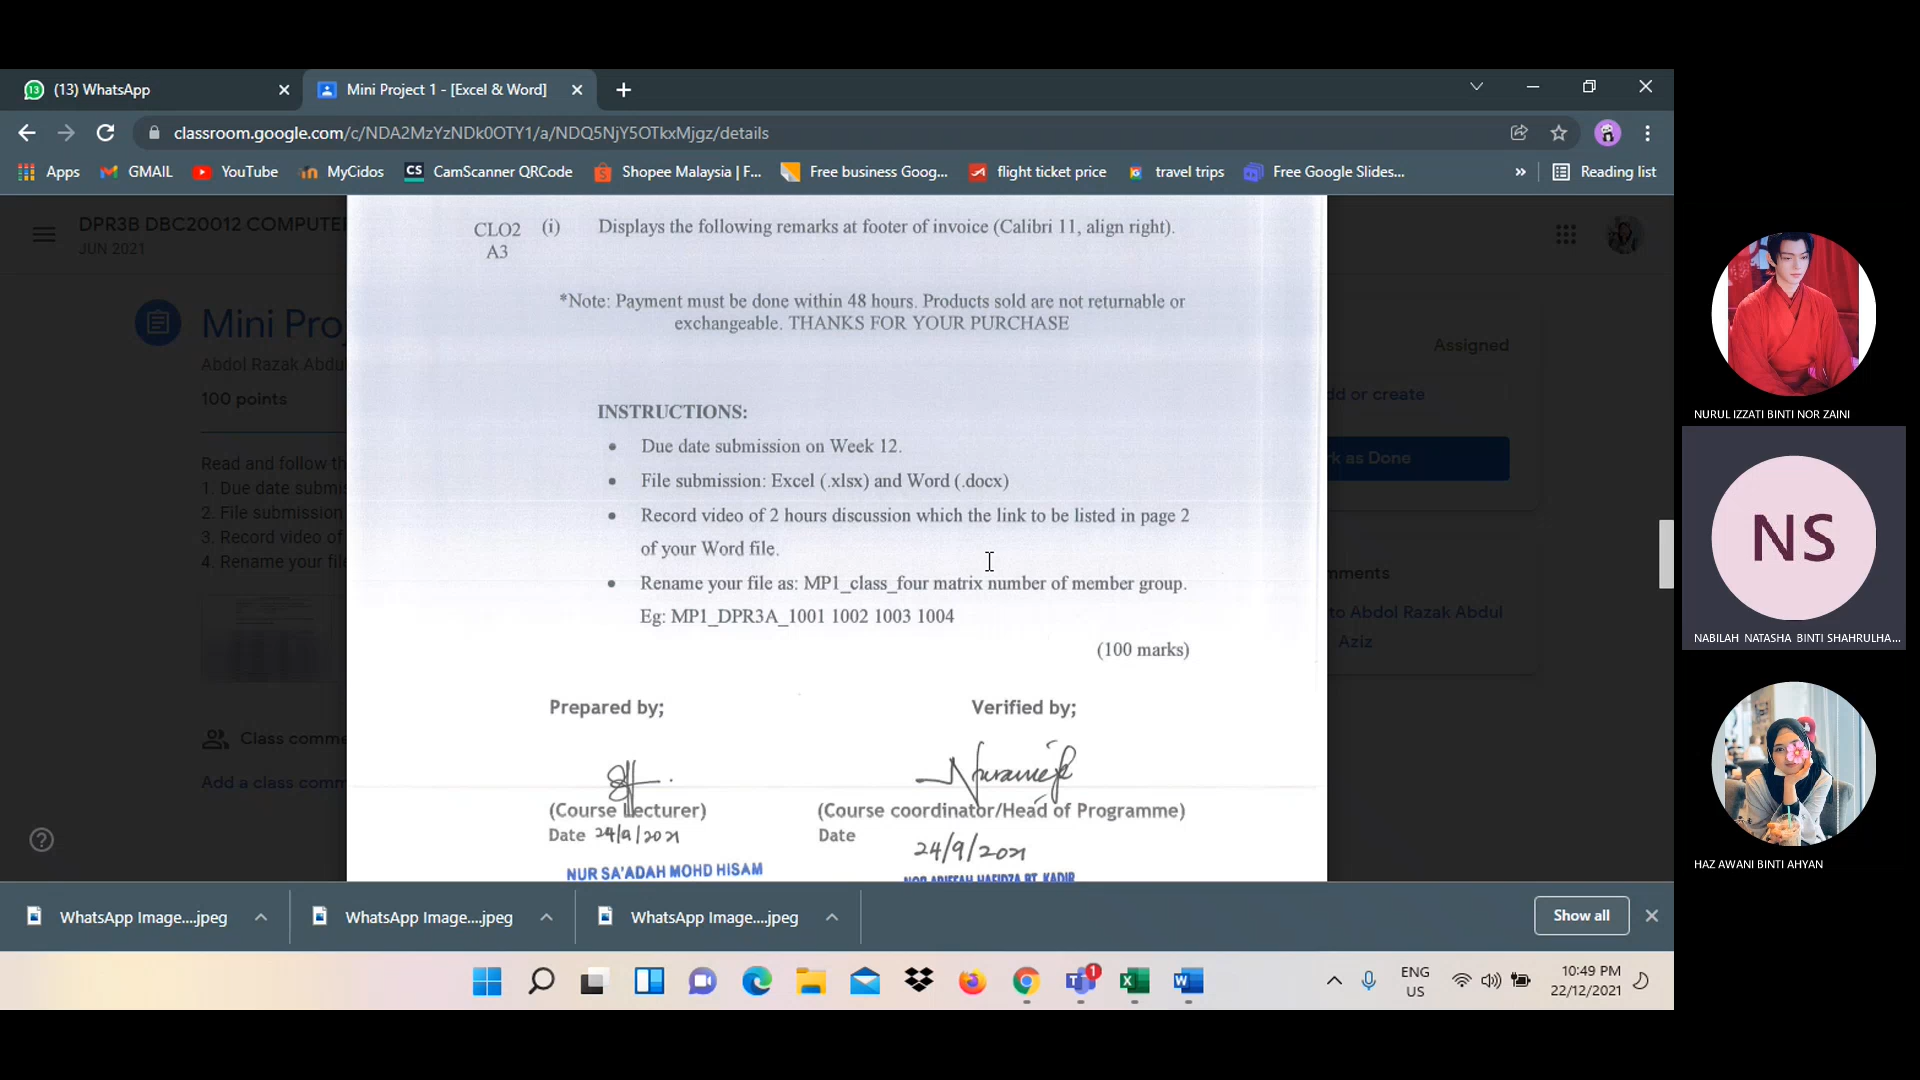 (13) WhatsApp
Mini Project 1 - [Excel & Word]
classroom.google.com/c/NDA2MzYzNDk0OTY1/a/NDQ5NjY5OTkxMjgz/details
Apps GMAIL YouTube MyCidos CS CamScanner QRCode Shopee Malaysia | F... Free business Goog... flight ticket price travel trips Free Google Slides... » Reading list
DPR3B DBC20012 COMPUTE
JUN 2021
Mini Pro
Abdol Razak Abdu
100 points
Read and follow th
1. Due date submis
2. File submission
3. Record video of
4. Rename your file
Class comme
Add a class comm
CLO2 (i) Displays the following remarks at footer of invoice (Calibri 11, align right).
A3
*Note: Payment must be done within 48 hours. Products sold are not returnable or
exchangeable. THANKS FOR YOUR PURCHASE
INSTRUCTIONS:
• Due date submission on Week 12.
• File submission: Excel (.xlsx) and Word (.docx)
• Record video of 2 hours discussion which the link to be listed in page 2
of your Word file.
• Rename your file as: MP1_class_four matrix number of member group.
Eg: MP1_DPR3A_1001 1002 1003 1004
(100 marks)
Prepared by; Verified by;
(Course Lecturer) (Course coordinator/Head of Programme)
Date 24/9/2021 Date
24/9/2021
NUR SA'ADAH MOHD HISAM
Assigned
dd or create
k as Done
mments
to Abdol Razak Abdul
Aziz
WhatsApp Image....jpeg WhatsApp Image....jpeg WhatsApp Image....jpeg Show all
1
ENG
US
10:49 PM
22/12/2021
NURUL IZZATI BINTI NOR ZAINI
NS
NABILAH NATASHA BINTI SHAHRULHA...
HAZ AWANI BINTI AHYAN